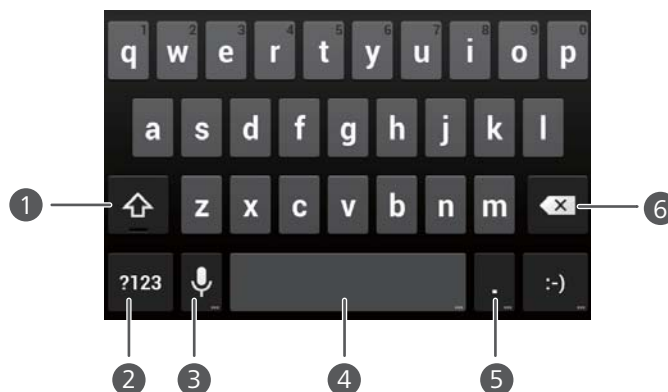 1 2 3 4 5 6 7 8 9 0
q w e r t y u i o p
a s d f g h j k l
1 z x c v b n m 6
?123 . :-)
2 3 4 5